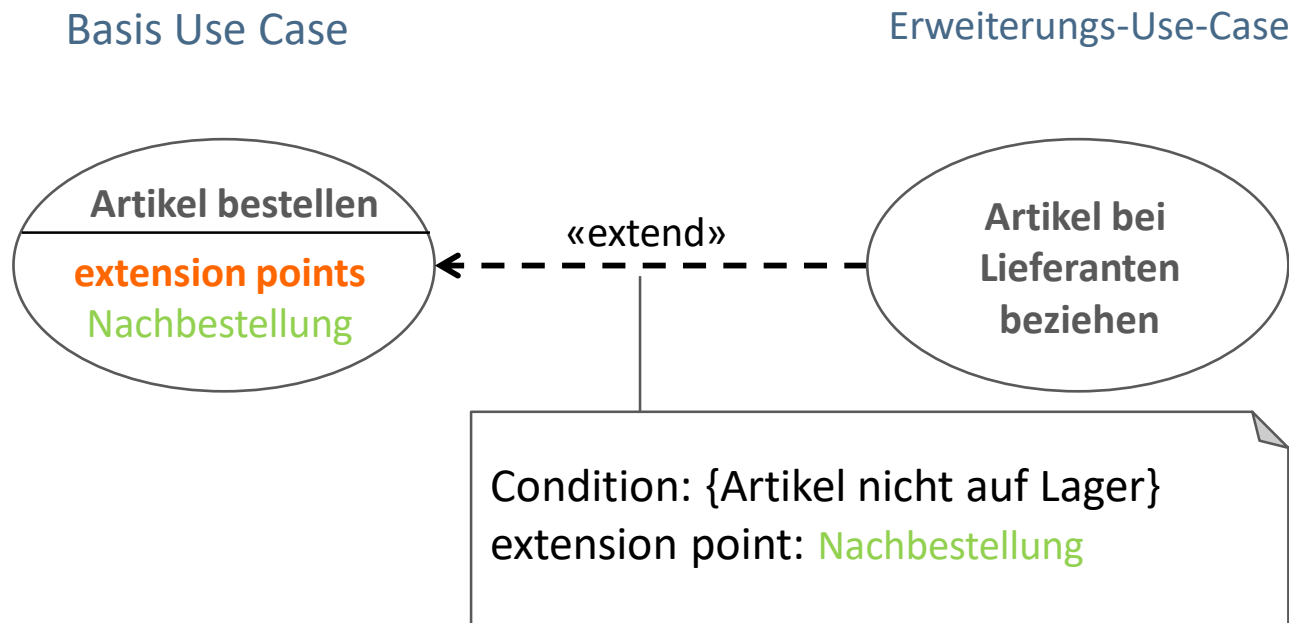 Basis Use Case
Erweiterungs-Use-Case
Artikel bestellen
extension points
Nachbestellung
«extend»
Artikel bei
Lieferanten
beziehen
Condition: {Artikel nicht auf Lager}
extension point: Nachbestellung